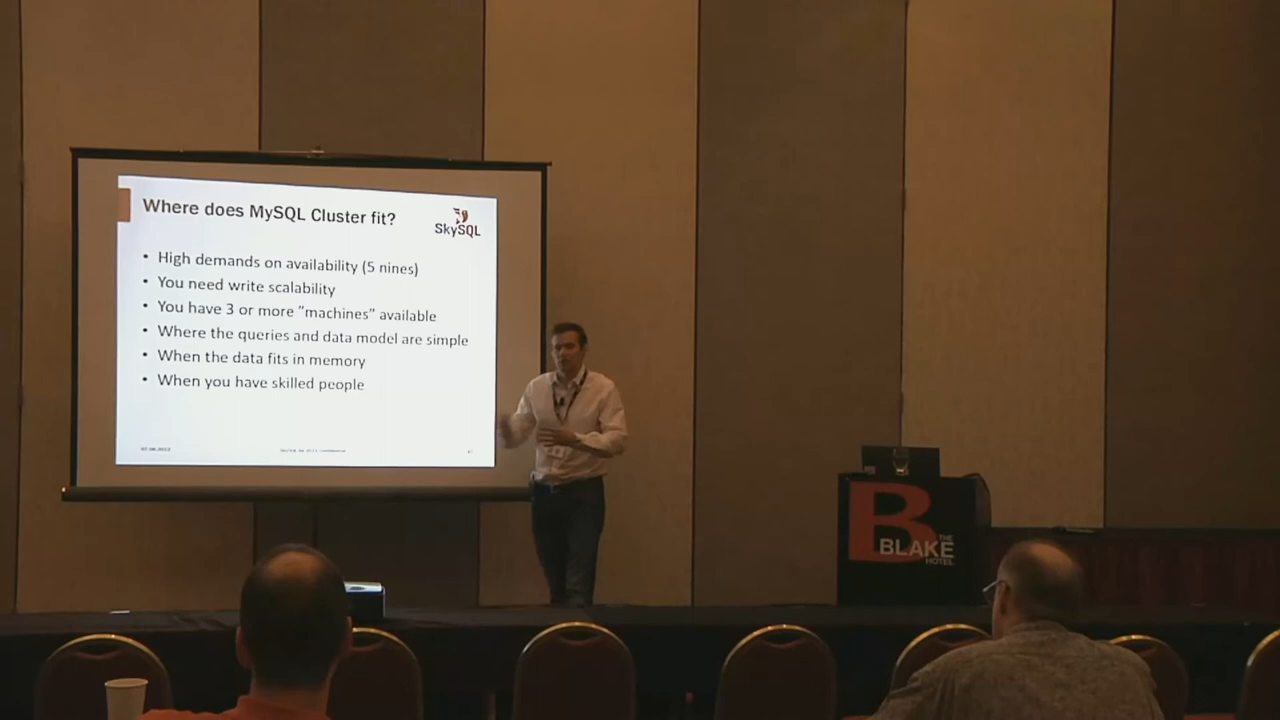 Where does MySQL Cluster fit?
SkySQL
• High demands on availability (5 nines)
• You need write scalability
• You have 3 or more ”machines” available
• Where the queries and data model are simple
• When the data fits in memory
• When you have skilled people
B
THE
BLAKE
HOTEL